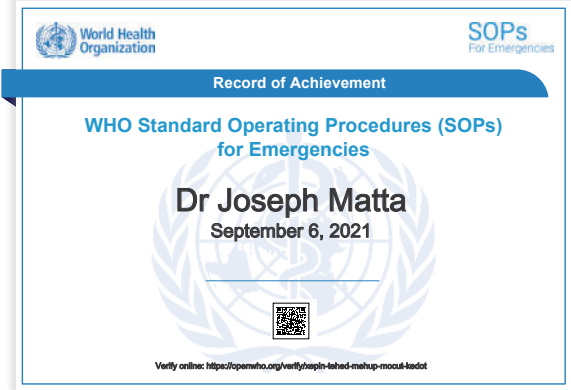 World Health
Organization
SOPs
For Emergencies
Record of Achievement
WHO Standard Operating Procedures (SOPs)
for Emergencies
Dr Joseph Matta
September 6, 2021
Verify online: https://openwho.org/verify/xepin-tehed-mehup-mocut-kedot